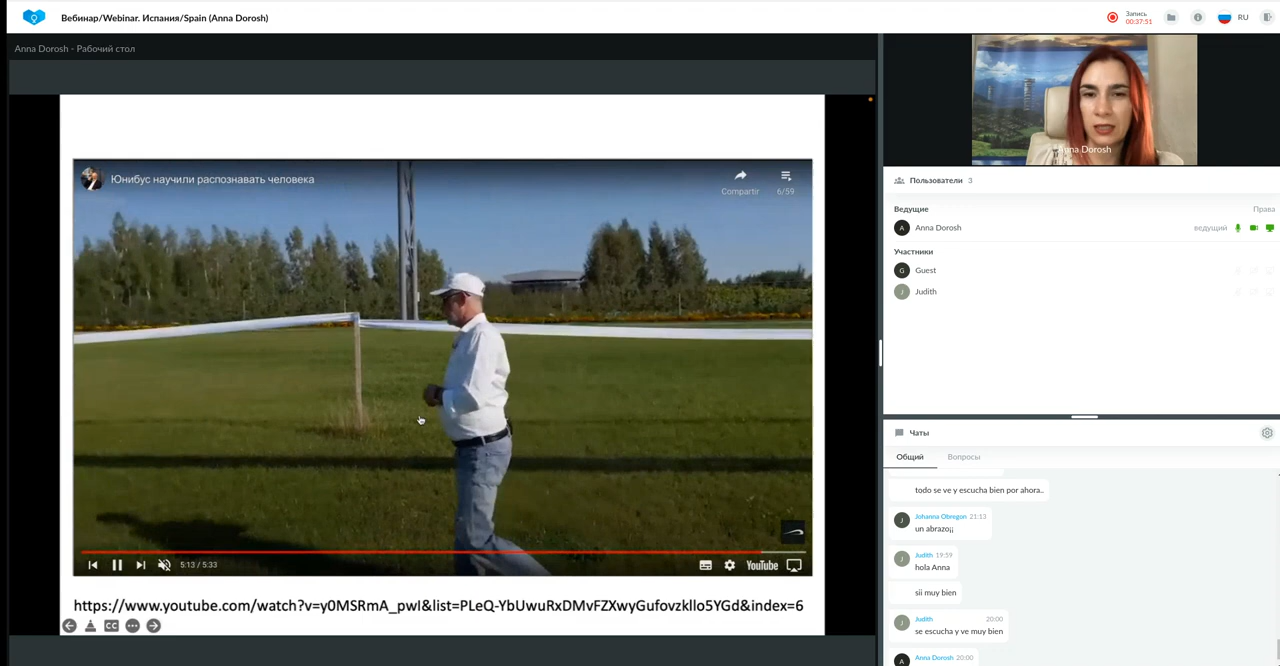 Вебинар/Webinar. Испания/Spain (Anna Dorosh)
Запись
00:37:51
RU
Anna Dorosh - Рабочий стол
Юнибус научили распознавать человека
Compartir
6/59
5:13 / 5:33
YouTube
https://www.youtube.com/watch?v=y0MSRmA_pwI&list=PLeQ-YbUwuRxDMvFZXwyGufovzkllo5YGd&index=6
CC
Anna Dorosh
Пользователи 3
Ведущие
Права
A
Anna Dorosh
ведущий
Участники
G
Guest
J
Judith
Чаты
Общий
Вопросы
todo se ve y escucha bien por ahora..
J
Johanna Obregon 21:13
un abrazo¡¡
J
Judith 19:59
hola Anna
sii muy bien
J
Judith 20:00
se escucha y ve muy bien
A
Anna Dorosh 20:00